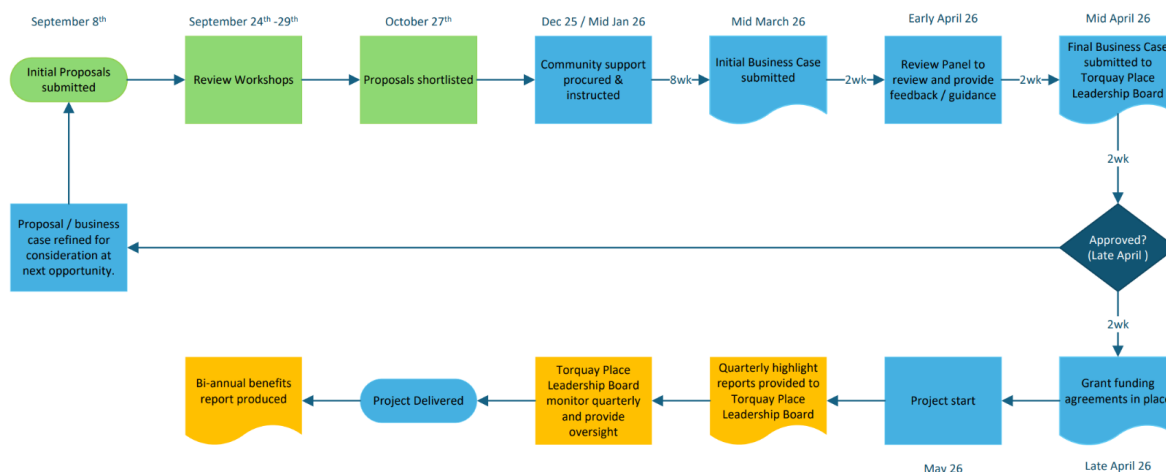 September 8th
September 24th -29th
October 27th
Dec 25 / Mid Jan 26
Mid March 26
Early April 26
Mid April 26
Initial Proposals
submitted
Review Workshops
Proposals shortlisted
Community support
procured &
instructed
8wk
Initial Business Case
submitted
2wk
Review Panel to
review and provide
feedback / guidance
2wk
Final Business Case
submitted to
Torquay Place
Leadership Board
2wk
Proposal / business
case refined for
consideration at
next opportunity.
Approved?
(Late April )
2wk
Bi-annual benefits
report produced
Project Delivered
Torquay Place
Leadership Board
monitor quarterly
and provide
oversight
Quarterly highlight
reports provided to
Torquay Place
Leadership Board
Project start
Grant funding
agreements in place
May 26
Late April 26